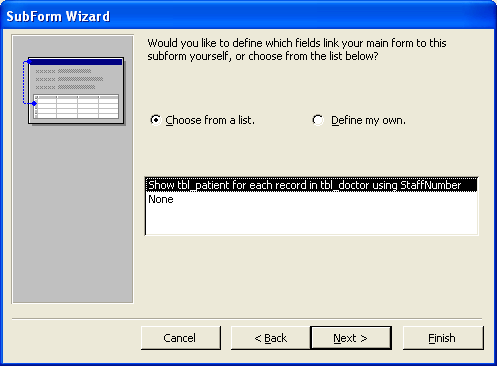 SubForm Wizard
Would you like to define which fields link your main form to this
subform yourself, or choose from the list below?
Choose from a list.
Define my own.
Show tbl_patient for each record in tbl_doctor using StaffNumber
None
Cancel
< Back
Next >
Finish